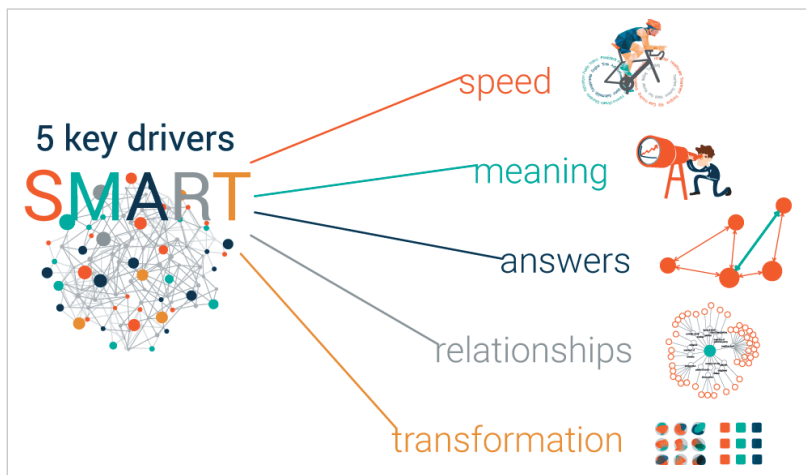 5 key drivers
SMART
speed
meaning
answers
relationships
transformation